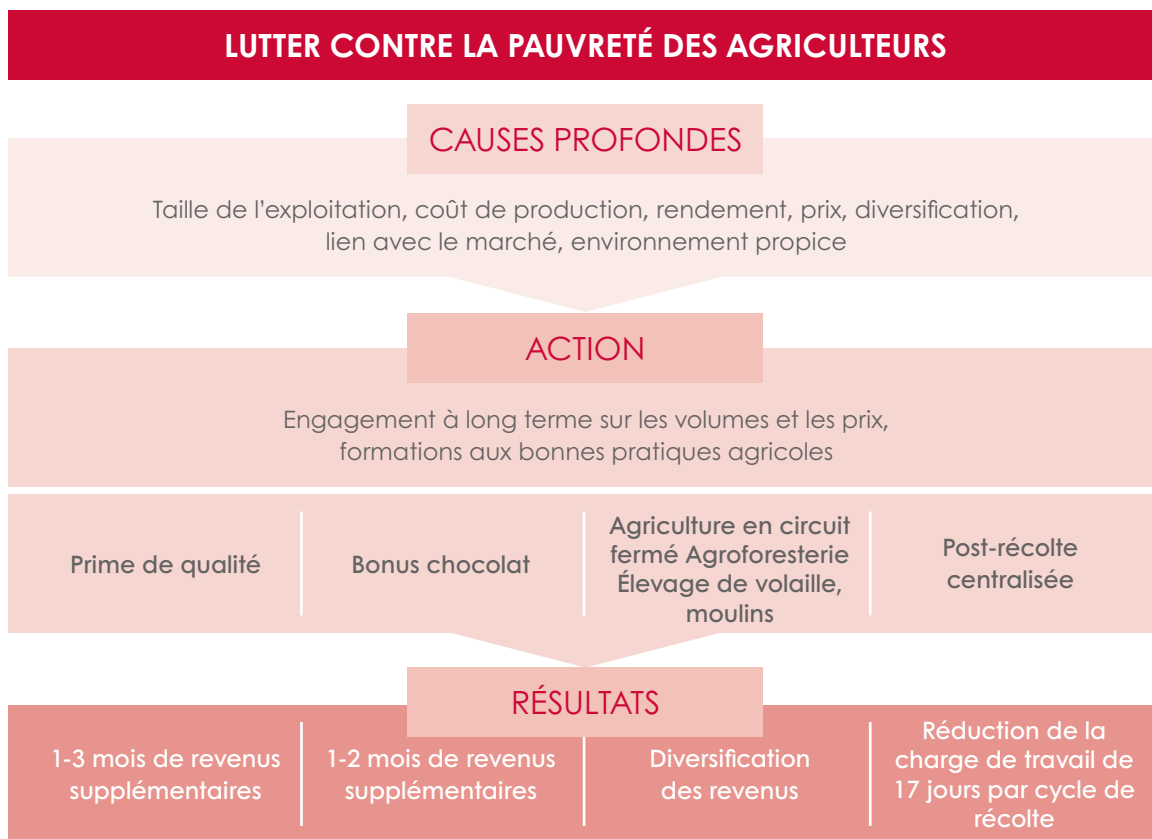 LUTTER CONTRE LA PAUVRETÉ DES AGRICULTEURS
CAUSES PROFONDES
Taille de l'exploitation, coût de production, rendement, prix, diversification,
lien avec le marché, environnement propice
ACTION
Engagement à long terme sur les volumes et les prix,
formations aux bonnes pratiques agricoles
Prime de qualité
Bonus chocolat
Agriculture en circuit
fermé Agroforesterie
Élevage de volaille,
moulins
Post-récolte
centralisée
RÉSULTATS
1-3 mois de revenus
supplémentaires
1-2 mois de revenus
supplémentaires
Diversification
des revenus
Réduction de la
charge de travail de
17 jours par cycle de
récolte